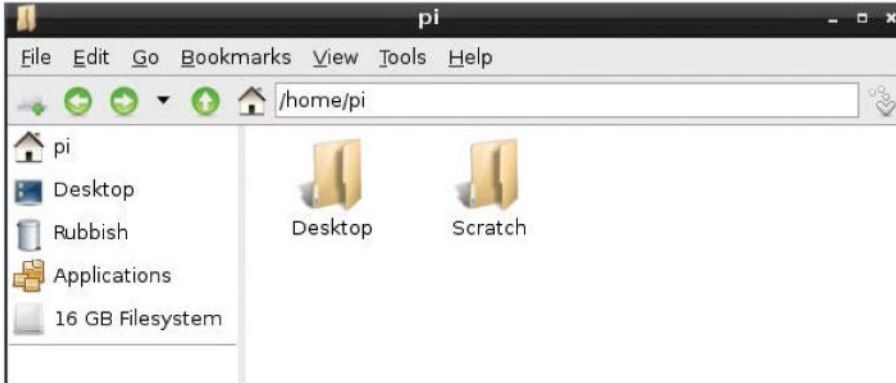 pi
File Edit Go Bookmarks View Tools Help
/home/pi
pi
Desktop
Rubbish
Applications
16 GB Filesystem
Desktop Scratch